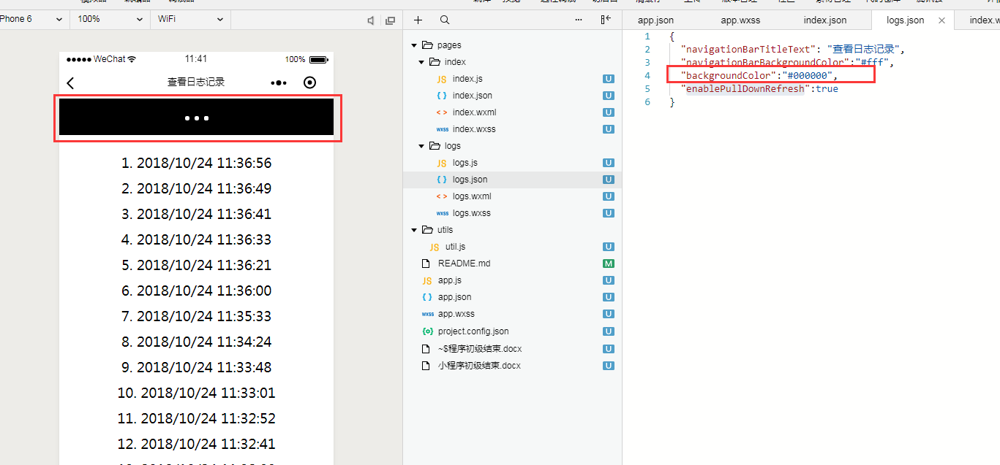 Phone 6
100%
WiFi
WeChat
11:41
100%
查看日志记录
1. 2018/10/24 11:36:56
2. 2018/10/24 11:36:49
3. 2018/10/24 11:36:41
4. 2018/10/24 11:36:33
5. 2018/10/24 11:36:21
6. 2018/10/24 11:36:00
7. 2018/10/24 11:35:33
8. 2018/10/24 11:34:24
9. 2018/10/24 11:33:48
10. 2018/10/24 11:33:01
11. 2018/10/24 11:32:52
12. 2018/10/24 11:32:41
pages
index
JS index.js U
{ } index.json U
< > index.wxml U
wxss index.wxss U
logs
JS logs.js U
{ } logs.json U
< > logs.wxml U
wxss logs.wxss U
utils
JS util.js U
README.md M
JS app.js U
{ } app.json U
wxss app.wxss U
{o} project.config.json U
~$程序初级结束.docx U
小程序初级结束.docx U
app.json
app.wxss
index.json
logs.json
index.w
1 {
2 "navigationBarTitleText": "查看日志记录",
3 "navigationBarBackgroundColor":"#fff",
4 "backgroundColor":"#000000",
5 "enablePullDownRefresh":true
6 }